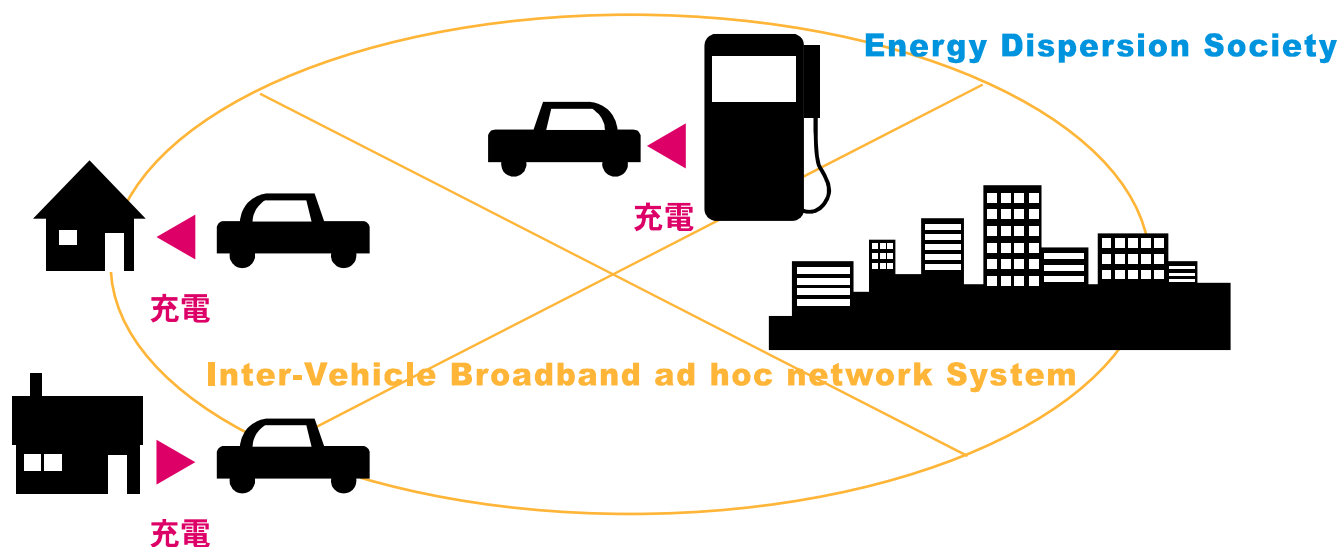 Energy Dispersion Society
充電
充電
Inter-Vehicle Broadband ad hoc network System
充電